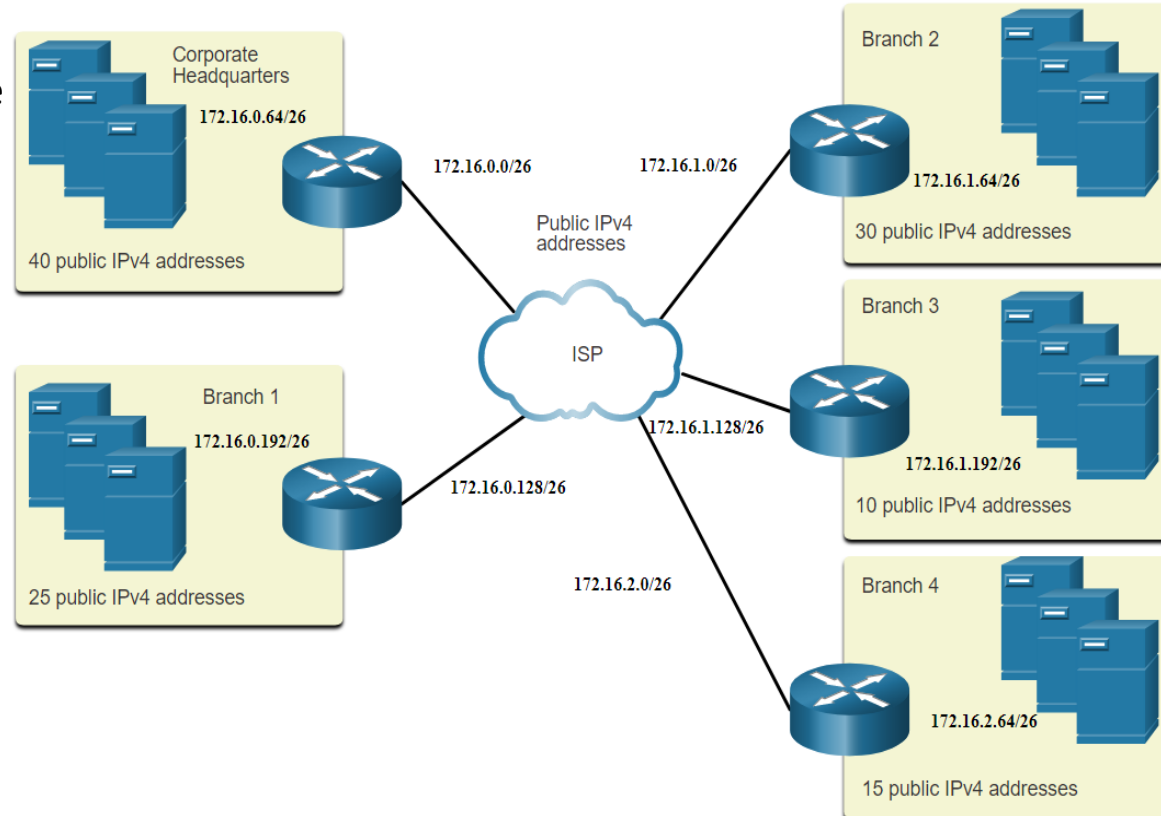 Corporate
Headquarters
172.16.0.64/26
40 public IPv4 addresses
172.16.0.0/26
Branch 1
172.16.0.192/26
25 public IPv4 addresses
172.16.0.128/26
Public IPv4
addresses
ISP
172.16.1.0/26
Branch 2
172.16.1.64/26
30 public IPv4 addresses
172.16.1.128/26
Branch 3
172.16.1.192/26
10 public IPv4 addresses
172.16.2.0/26
Branch 4
172.16.2.64/26
15 public IPv4 addresses